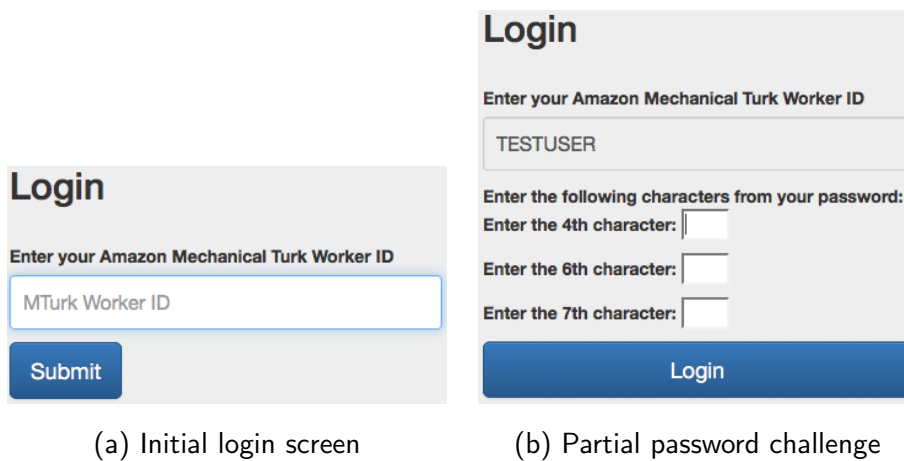 Login
Enter your Amazon Mechanical Turk Worker ID
MTurk Worker ID
Submit
(a) Initial login screen
Login
Enter your Amazon Mechanical Turk Worker ID
TESTUSER
Enter the following characters from your password:
Enter the 4th character:
Enter the 6th character:
Enter the 7th character:
Login
(b) Partial password challenge